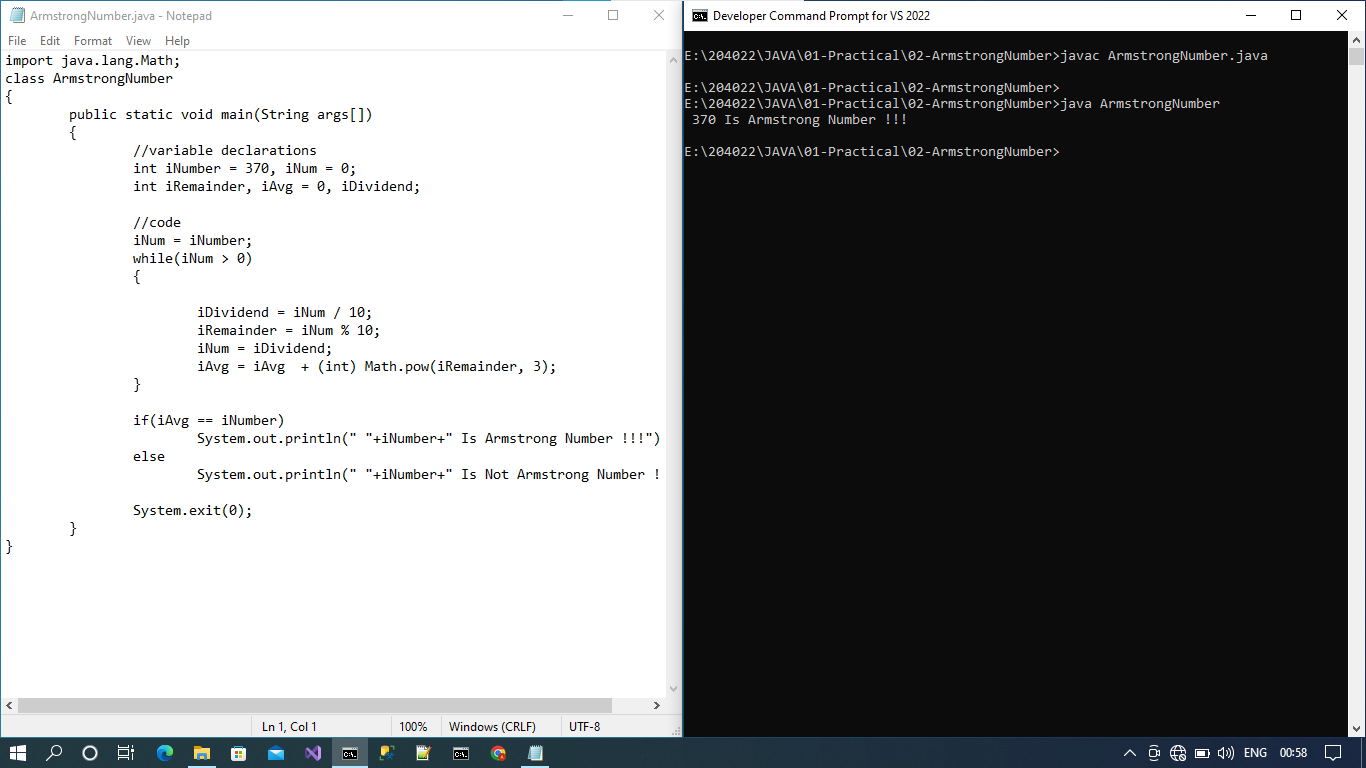 ArmstrongNumber.java - Notepad
File Edit Format View Help
import java.lang.Math;
class ArmstrongNumber
{
public static void main(String args[])
{
//variable declarations
int iNumber = 370, iNum = 0;
int iRemainder, iAvg = 0, iDividend;
//code
iNum = iNumber;
while(iNum > 0)
{
iDividend = iNum / 10;
iRemainder = iNum % 10;
iNum = iDividend;
iAvg = iAvg  + (int) Math.pow(iRemainder, 3);
}
if(iAvg == iNumber)
System.out.println(" "+iNumber+" Is Armstrong Number !!!")
else
System.out.println(" "+iNumber+" Is Not Armstrong Number !
System.exit(0);
}
}
Ln 1, Col 1 100% Windows (CRLF) UTF-8
Developer Command Prompt for VS 2022
E:\204022\JAVA\01-Practical\02-ArmstrongNumber>javac ArmstrongNumber.java
E:\204022\JAVA\01-Practical\02-ArmstrongNumber>
E:\204022\JAVA\01-Practical\02-ArmstrongNumber>java ArmstrongNumber
370 Is Armstrong Number !!!
E:\204022\JAVA\01-Practical\02-ArmstrongNumber>
ENG 00:58